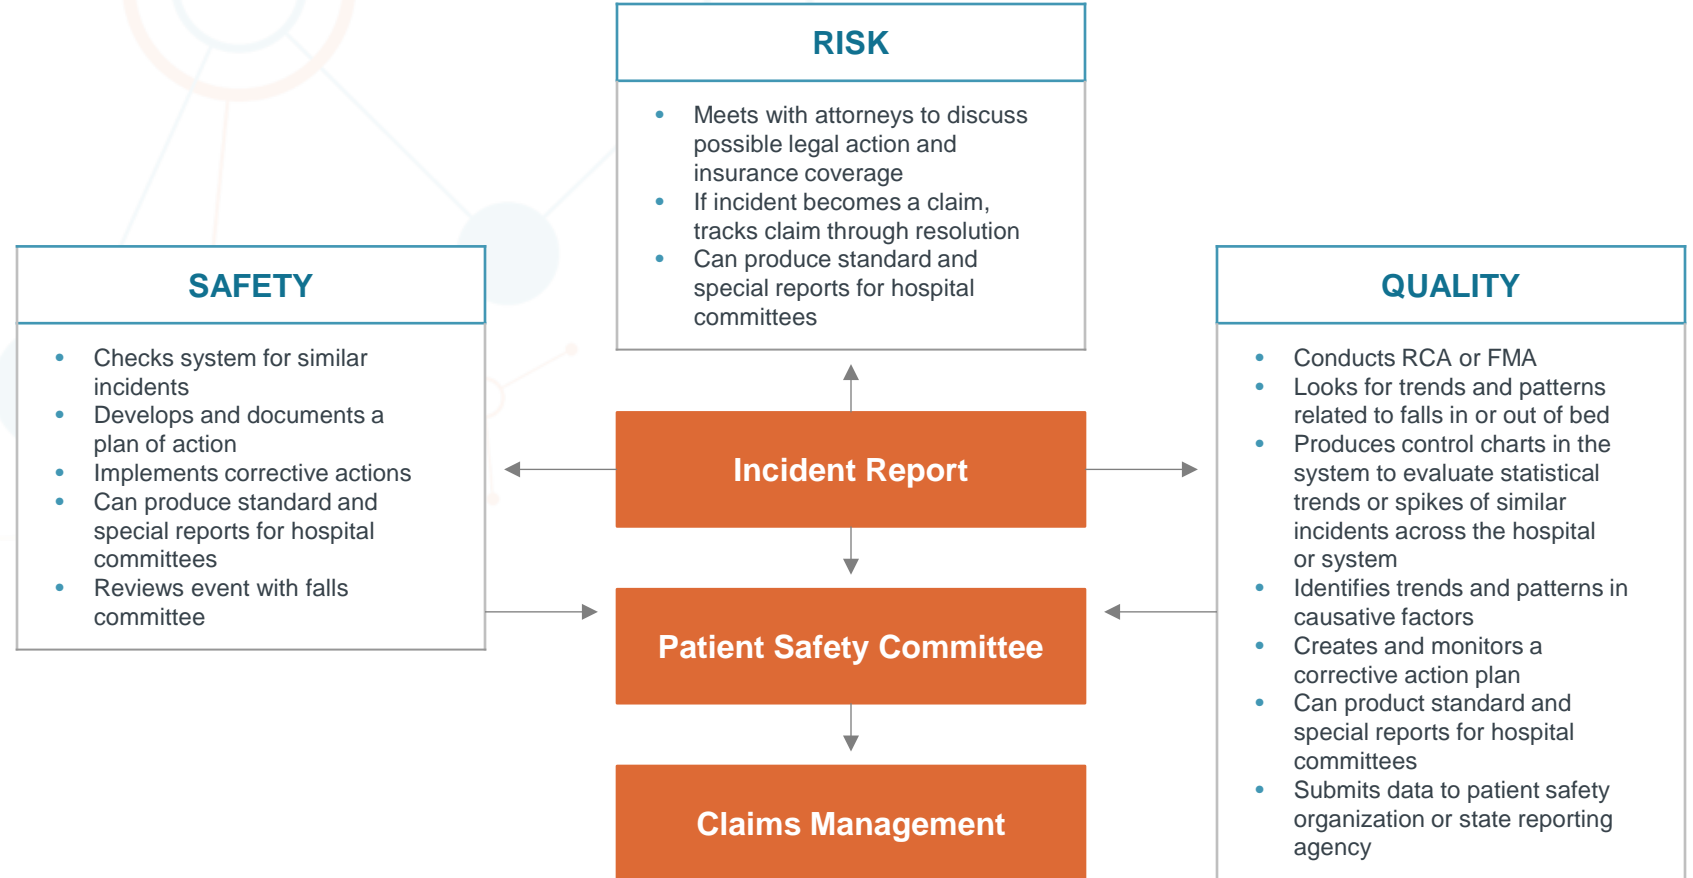 RISK
• Meets with attorneys to discuss
possible legal action and
insurance coverage
• If incident becomes a claim,
tracks claim through resolution
• Can produce standard and
special reports for hospital
committees
SAFETY
• Checks system for similar
incidents
• Develops and documents a
plan of action
• Implements corrective actions
• Can produce standard and
special reports for hospital
committees
• Reviews event with falls
committee
Incident Report
Patient Safety Committee
Claims Management
QUALITY
• Conducts RCA or FMA
• Looks for trends and patterns
related to falls in or out of bed
• Produces control charts in the
system to evaluate statistical
trends or spikes of similar
incidents across the hospital
or system
• Identifies trends and patterns in
causative factors
• Creates and monitors a
corrective action plan
• Can product standard and
special reports for hospital
committees
• Submits data to patient safety
organization or state reporting
agency